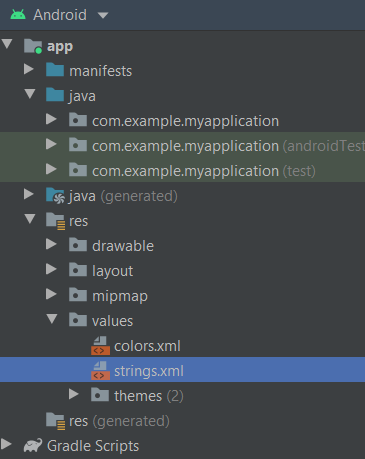 Android
app
manifests
java
com.example.myapplication
com.example.myapplication (androidTest
com.example.myapplication (test)
java (generated)
res
drawable
layout
mipmap
values
colors.xml
strings.xml
themes (2)
res (generated)
Gradle Scripts